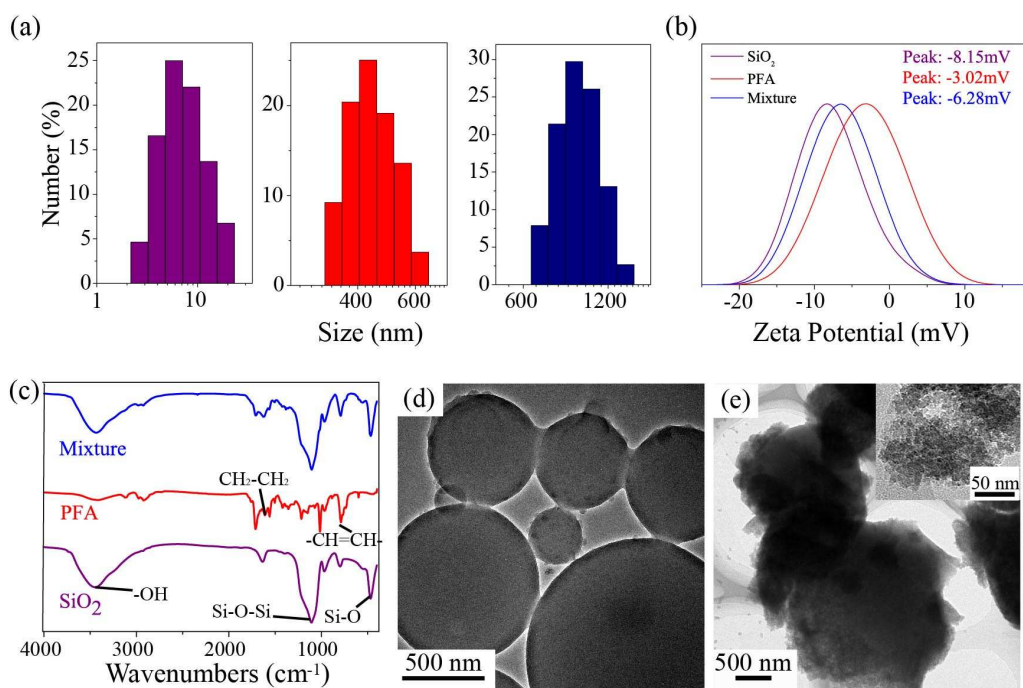 (a)
Number (%)
25
20
15
10
5
0
1
10
20
10
0
400
600
30
25
20
15
10
5
0
600
1200
Size (nm)
(b)
SiO₂
PFA
Mixture
Peak: -8.15mV
Peak: -3.02mV
Peak: -6.28mV
-20
-10
0
10
Zeta Potential (mV)
(c)
Mixture
CH₂-CH₂
PFA
-CH=CH-
SiO₂
-OH
Si-O-Si
Si-O
4000
3000
2000
1000
Wavenumbers (cm⁻¹)
(d)
500 nm
(e)
50 nm
500 nm